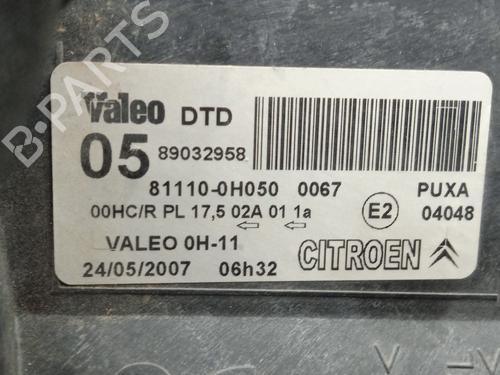 Valeo DTD
05 89032958
81110-0H050 0067 PUXA
00HC/R PL 17,5 02A 01 1a E2 04048
VALEO 0H-11
24/05/2007 06h32 CITROËN
B-PARTS
V -V